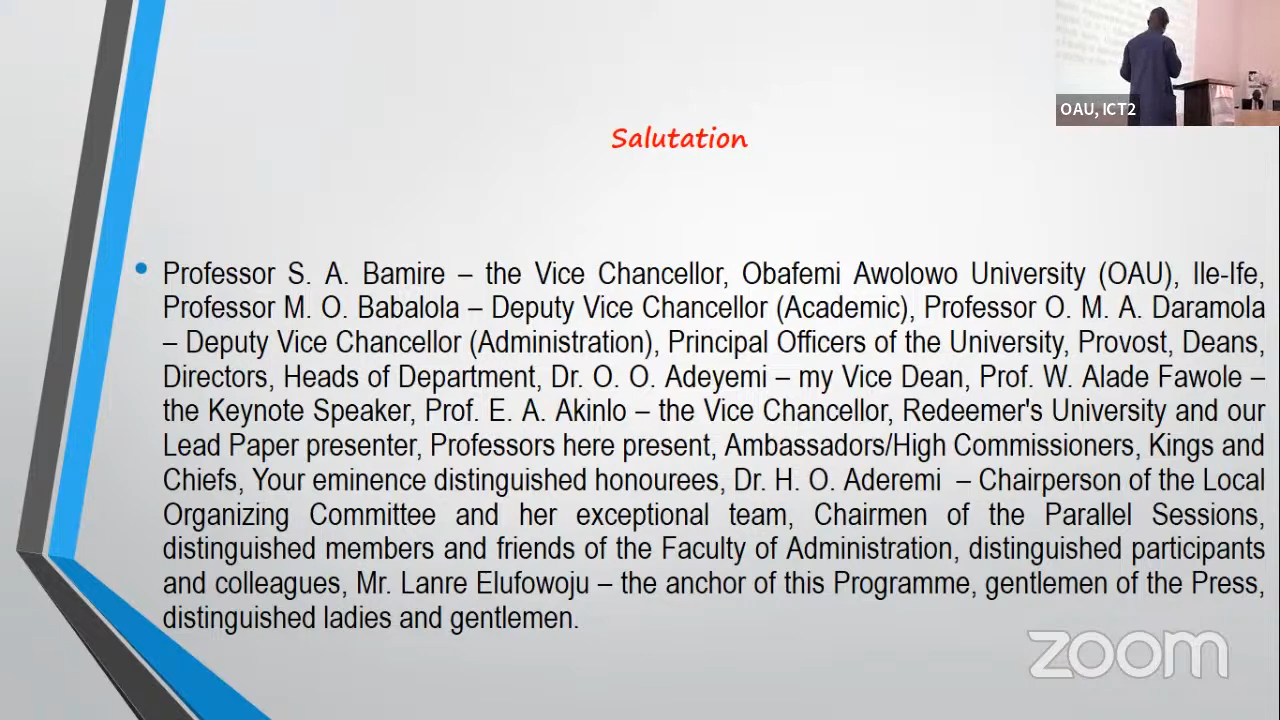 OAU, ICT2
Salutation
• Professor S. A. Bamire – the Vice Chancellor, Obafemi Awolowo University (OAU), Ile-Ife,
Professor M. O. Babalola – Deputy Vice Chancellor (Academic), Professor O. M. A. Daramola
– Deputy Vice Chancellor (Administration), Principal Officers of the University, Provost, Deans,
Directors, Heads of Department, Dr. O. O. Adeyemi – my Vice Dean, Prof. W. Alade Fawole –
the Keynote Speaker, Prof. E. A. Akinlo – the Vice Chancellor, Redeemer's University and our
Lead Paper presenter, Professors here present, Ambassadors/High Commissioners, Kings and
Chiefs, Your eminence distinguished honourees, Dr. H. O. Aderemi – Chairperson of the Local
Organizing Committee and her exceptional team, Chairmen of the Parallel Sessions,
distinguished members and friends of the Faculty of Administration, distinguished participants
and colleagues, Mr. Lanre Elufowoju – the anchor of this Programme, gentlemen of the Press,
distinguished ladies and gentlemen.
zoom